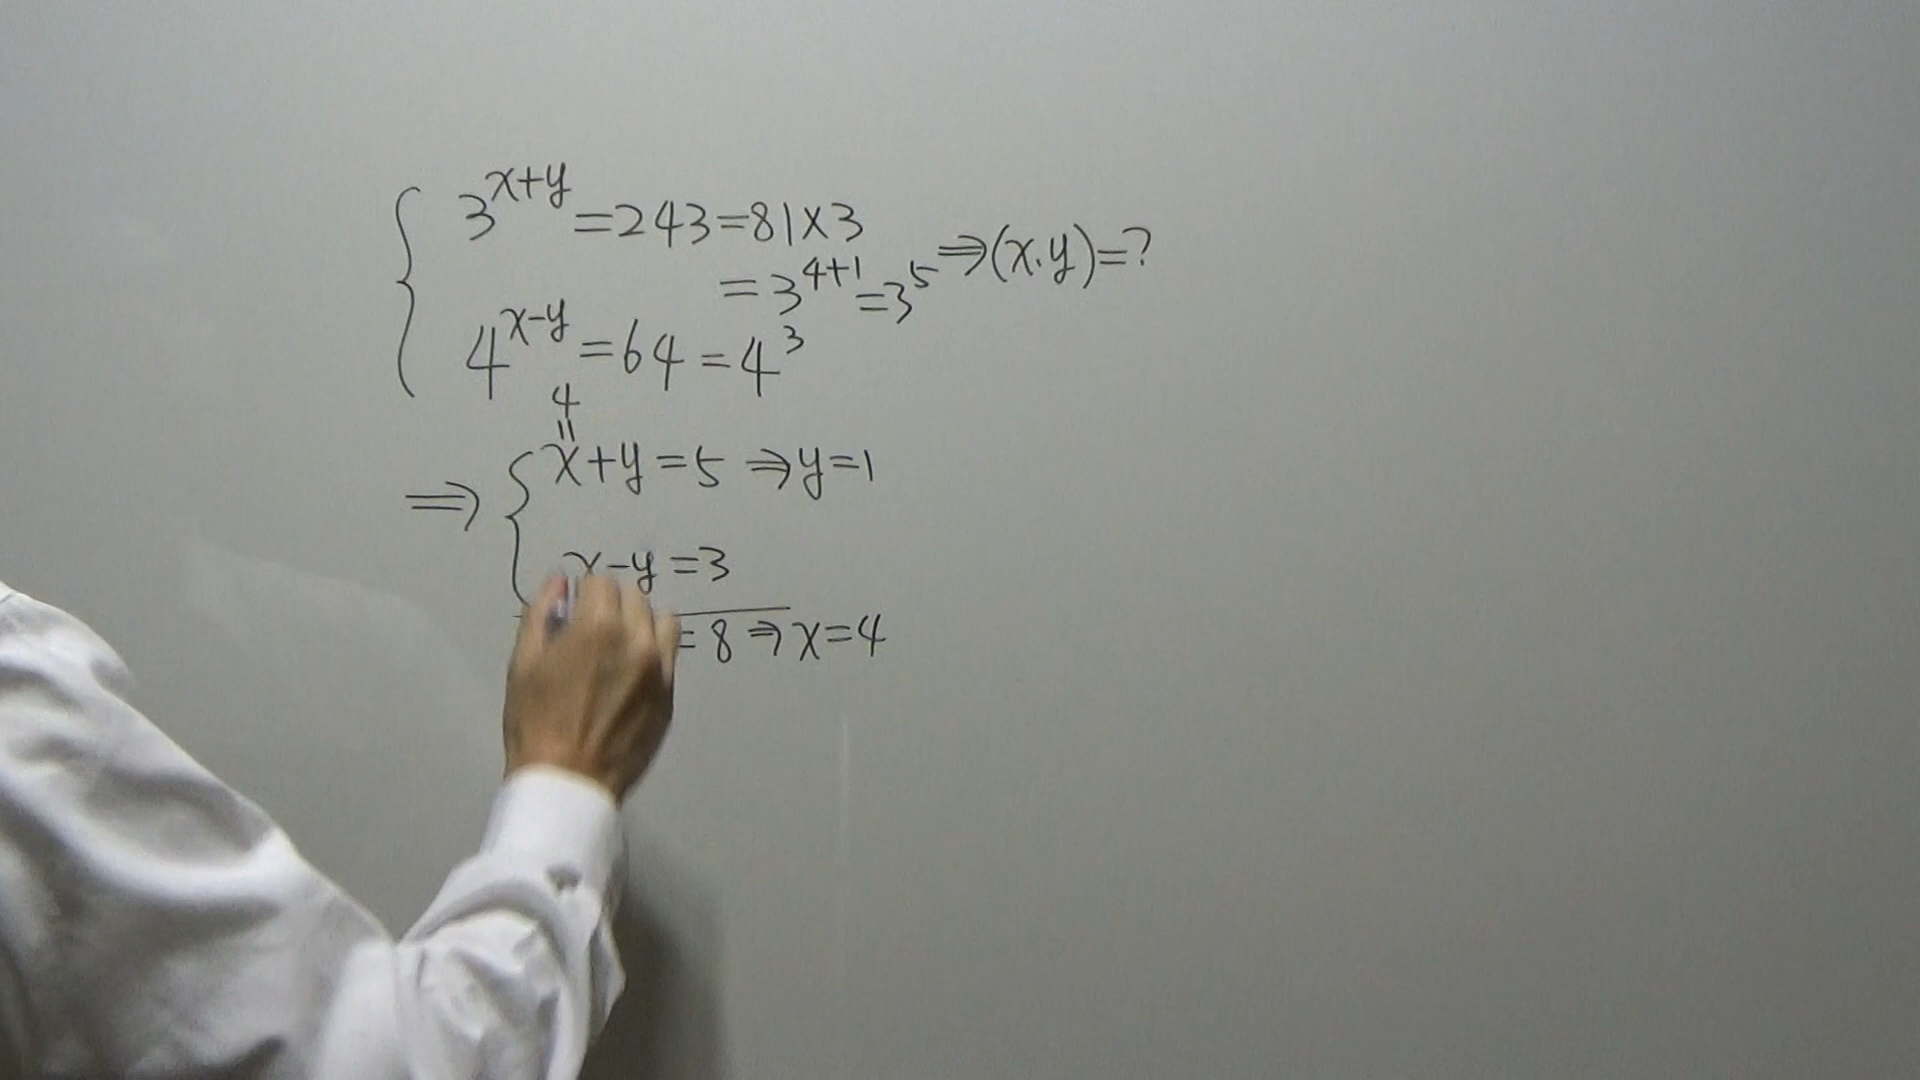 3^{x+y} = 243 = 81 × 3
= 3^{4+1} = 3^5 ⇒ (x.y) = ?
4^{x-y} = 64 = 4^3
4
॥
⇒ { x + y = 5 ⇒ y = 1
x - y = 3
= 8 ⇒ x = 4